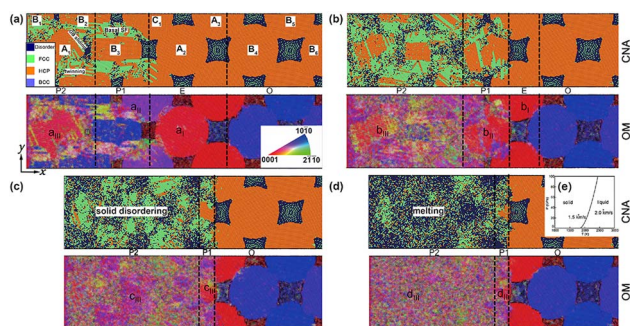 (a)
B₁ B₂ C₁ A₃ B₅
Basal SF
A₁ B₃ A₂ B₄ B₆
Twinning
Disorder
FCC
HCP
BCC
P2 P1 E O
aIII aII aI
1010
0001 2110
y
x
(b)
CNA
P2 P1 E O
bIII bII bI
OM
(c)
solid disordering
P2 P1 O
cIII cII
(d)
melting
(e)
solid liquid
1.5 km/s 2.0 km/s
CNA
P2 P1 O
dIII dII
OM